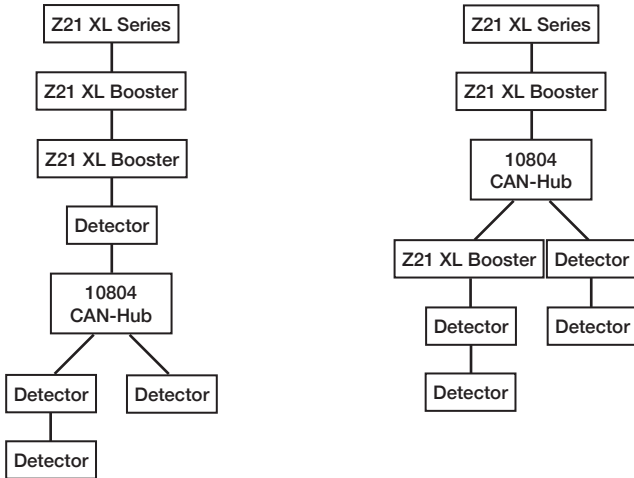 Z21 XL Series
Z21 XL Booster
Z21 XL Booster
Detector
10804
CAN-Hub
Detector
Detector
Detector
Z21 XL Series
Z21 XL Booster
10804
CAN-Hub
Z21 XL Booster
Detector
Detector
Detector
Detector